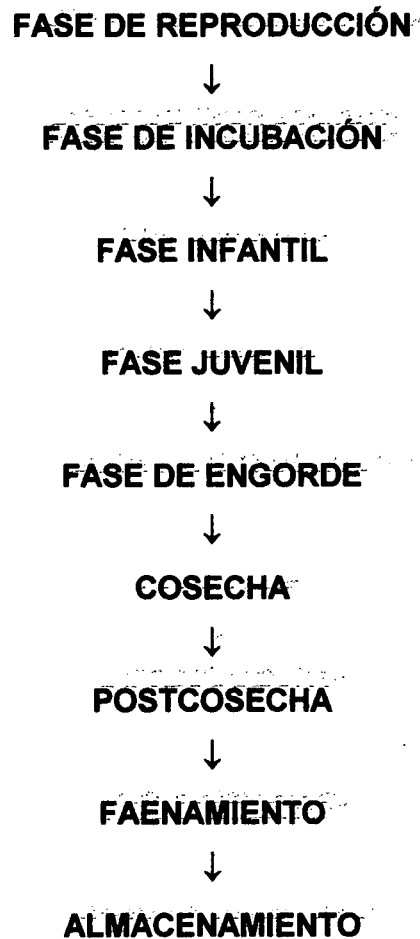 FASE DE REPRODUCCIÓN
↓
FASE DE INCUBACIÓN
↓
FASE INFANTIL
↓
FASE JUVENIL
↓
FASE DE ENGORDE
↓
COSECHA
↓
POSTCOSECHA
↓
FAENAMIENTO
↓
ALMACENAMIENTO